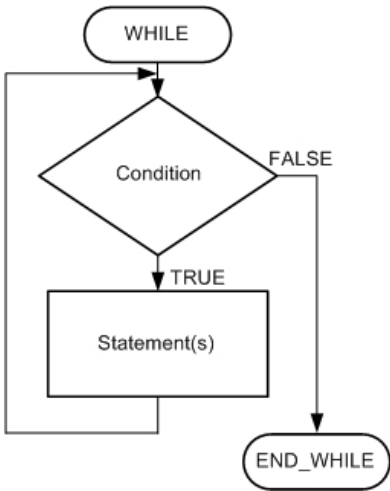 WHILE
Condition
FALSE
TRUE
Statement(s)
END_WHILE